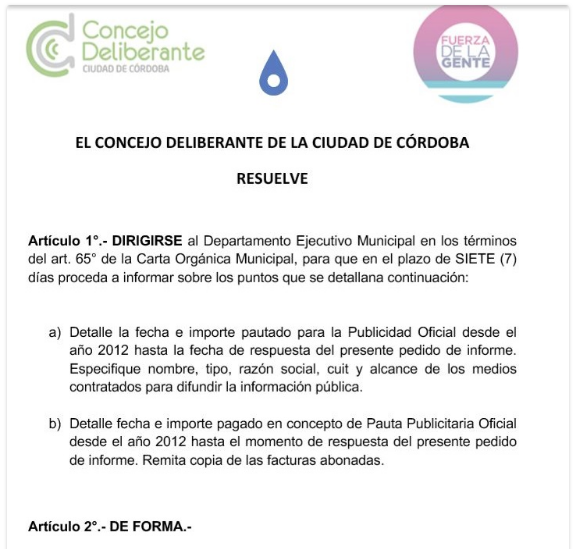 Concejo
Deliberante
CIUDAD DE CÓRDOBA
FUERZA
DE LA
GENTE
EL CONCEJO DELIBERANTE DE LA CIUDAD DE CÓRDOBA
RESUELVE
Artículo 1°.- DIRIGIRSE al Departamento Ejecutivo Municipal en los términos
del art. 65° de la Carta Orgánica Municipal, para que en el plazo de SIETE (7)
días proceda a informar sobre los puntos que se detallana continuación:
a) Detalle la fecha e importe pautado para la Publicidad Oficial desde el
año 2012 hasta la fecha de respuesta del presente pedido de informe.
Especifique nombre, tipo, razón social, cuit y alcance de los medios
contratados para difundir la información pública.
b) Detalle fecha e importe pagado en concepto de Pauta Publicitaria Oficial
desde el año 2012 hasta el momento de respuesta del presente pedido
de informe. Remita copia de las facturas abonadas.
Artículo 2°.- DE FORMA.-